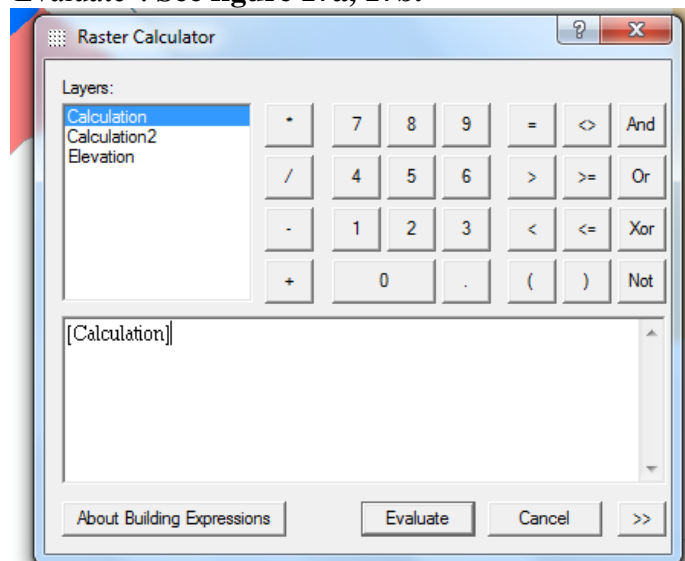 Raster Calculator
Layers:
Calculation
Calculation2
Elevation
* 7 8 9 = <> And
/ 4 5 6 > >= Or
- 1 2 3 < <= Xor
+ 0 . ( ) Not
[Calculation]
About Building Expressions Evaluate Cancel >>